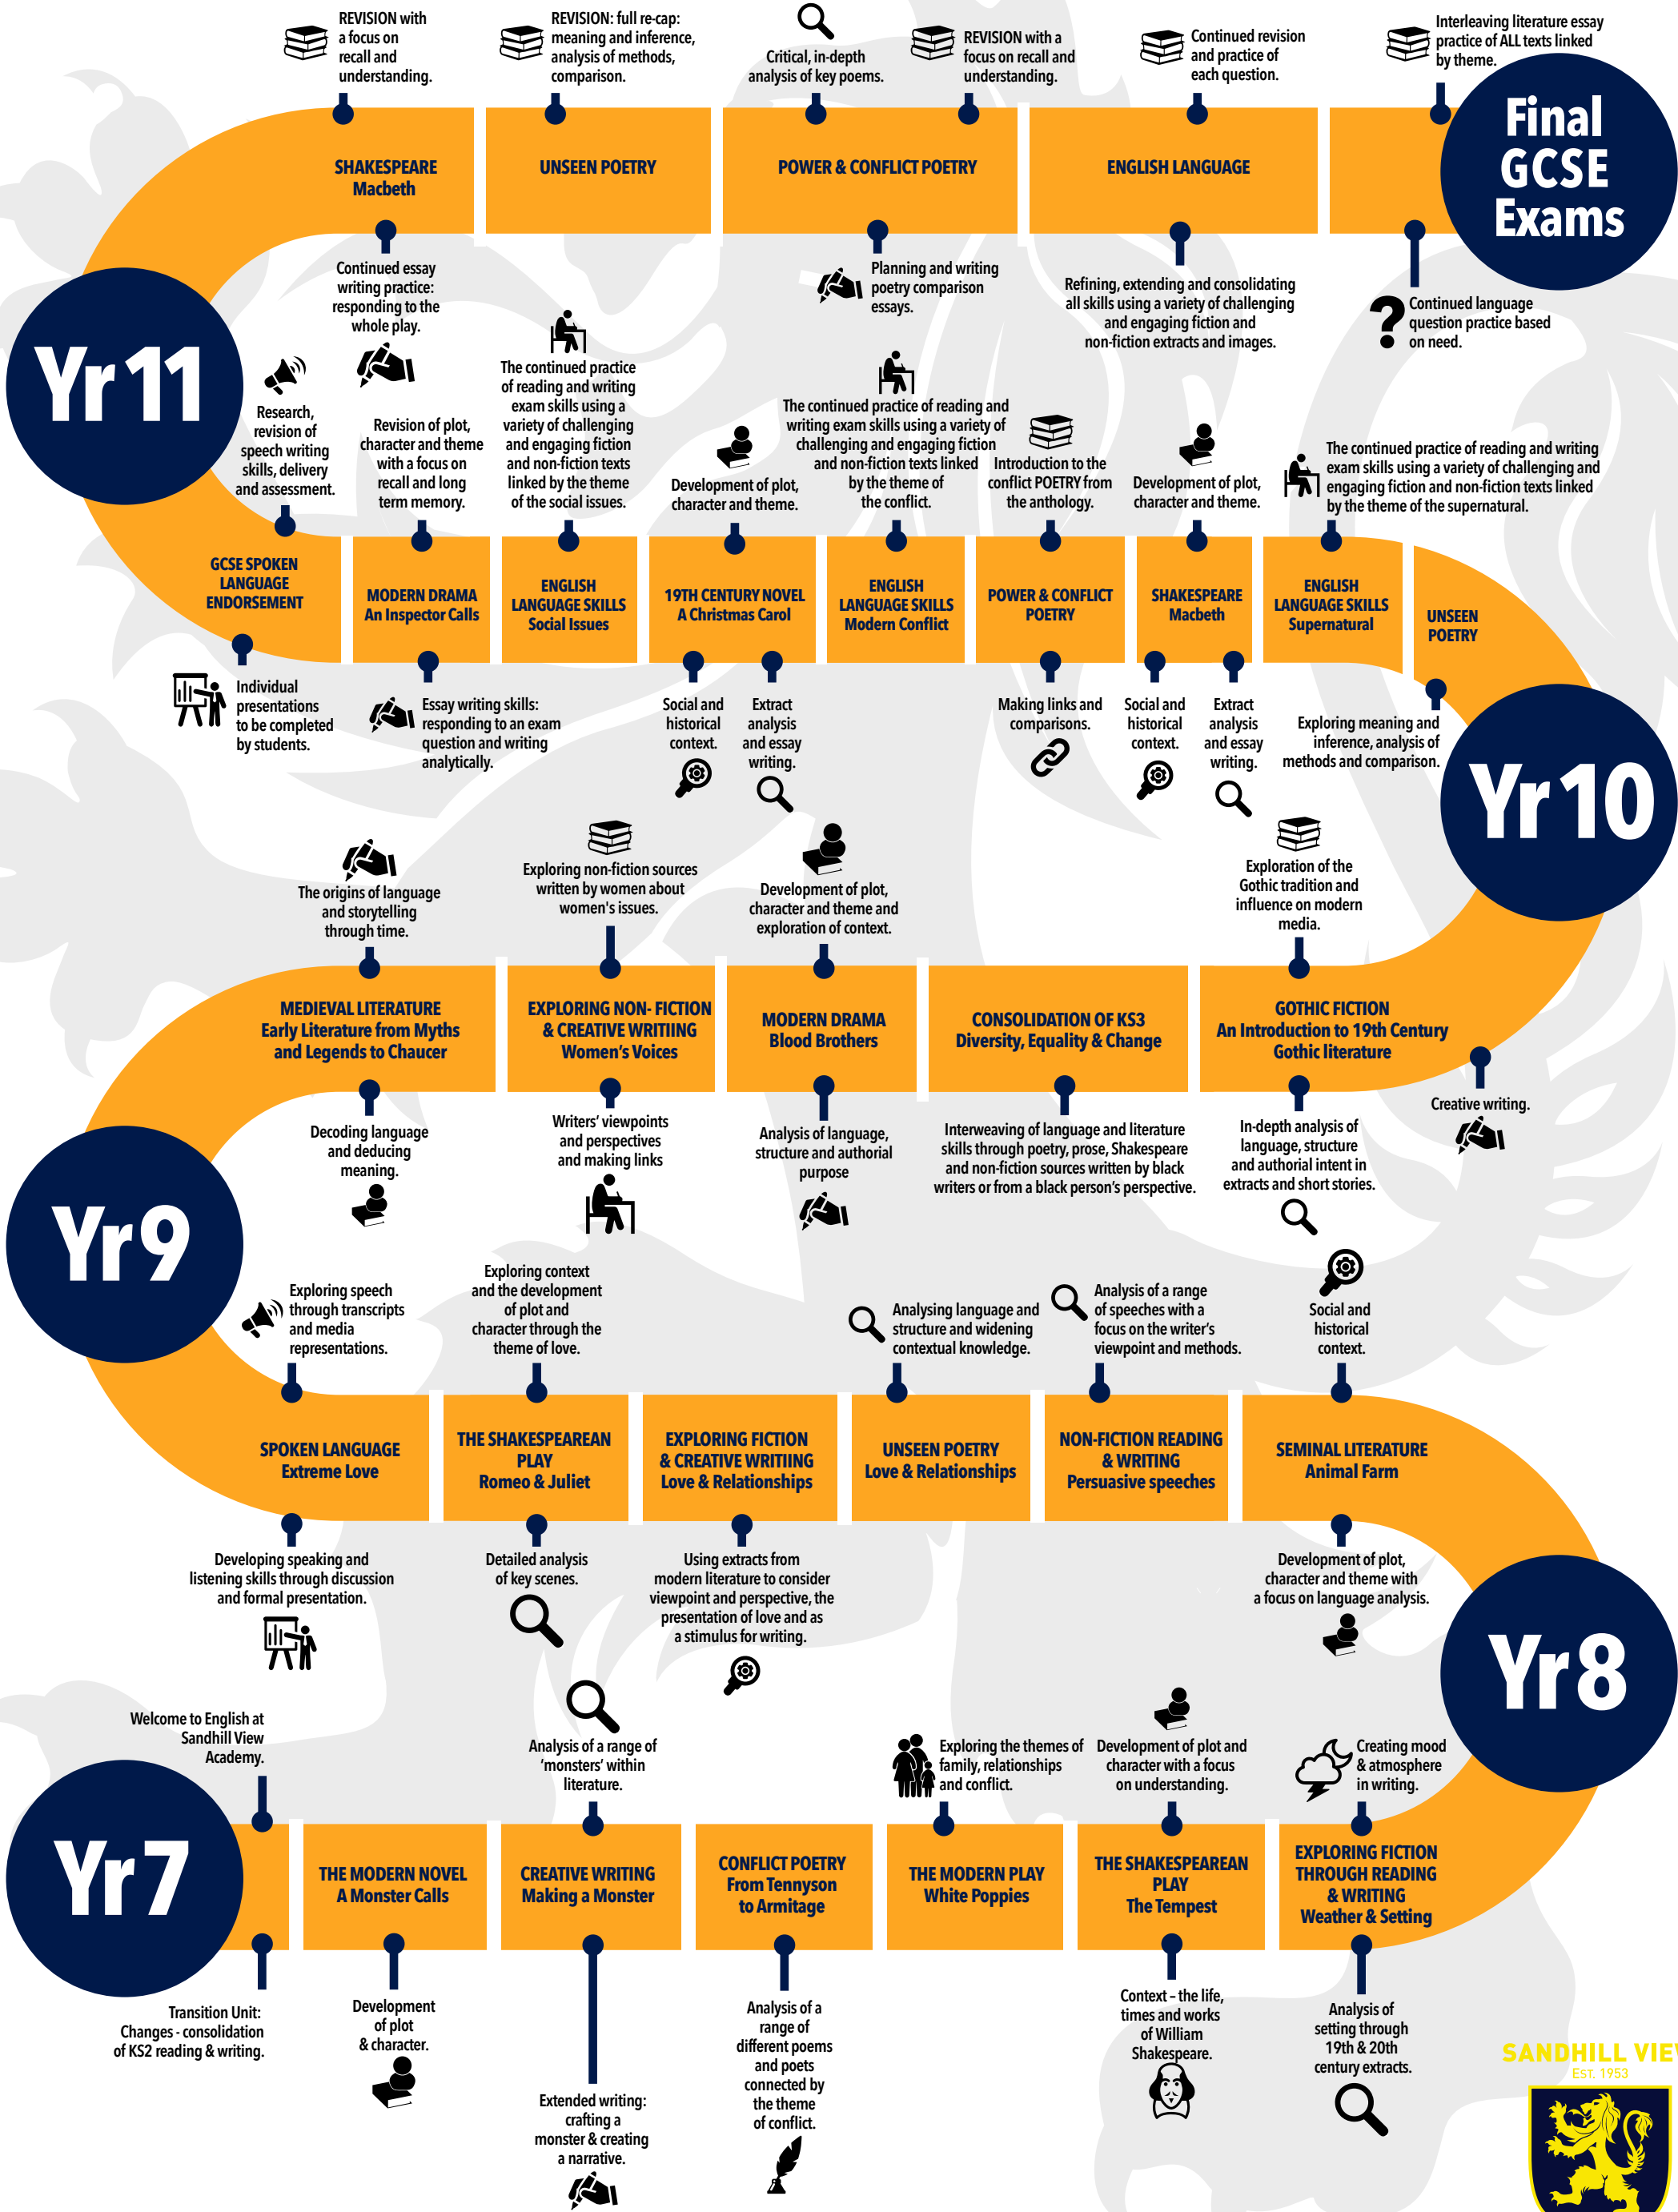 REVISION with
a focus on
recall and
understanding.
REVISION: full re-cap:
meaning and inference,
analysis of methods,
comparison.
Critical, in-depth
analysis of key poems.
REVISION with a
focus on recall and
understanding.
Continued revision
and practice of
each question.
Interleaving literature essay
practice of ALL texts linked
by theme.
Final
GCSE
Exams
SHAKESPEARE
Macbeth
UNSEEN POETRY
POWER & CONFLICT POETRY
ENGLISH LANGUAGE
Continued essay
writing practice:
responding to the
whole play.
Planning and writing
poetry comparison
essays.
Refining, extending and consolidating
all skills using a variety of challenging
and engaging fiction and
non-fiction extracts and images.
Continued language
question practice based
on need.
Yr 11
Research,
revision of
speech writing
skills, delivery
and assessment.
Revision of plot,
character and theme
with a focus on
recall and long
term memory.
The continued practice
of reading and writing
exam skills using a
variety of challenging
and engaging fiction
and non-fiction texts
linked by the theme
of the social issues.
Development of plot,
character and theme.
The continued practice of reading and
writing exam skills using a variety of
challenging and engaging fiction
and non-fiction texts linked
by the theme of
the conflict.
Introduction to the
conflict POETRY from
the anthology.
Development of plot,
character and theme.
The continued practice of reading and writing
exam skills using a variety of challenging and
engaging fiction and non-fiction texts linked
by the theme of the supernatural.
GCSE SPOKEN
LANGUAGE
ENDORSEMENT
MODERN DRAMA
An Inspector Calls
ENGLISH
LANGUAGE SKILLS
Social Issues
19TH CENTURY NOVEL
A Christmas Carol
ENGLISH
LANGUAGE SKILLS
Modern Conflict
POWER & CONFLICT
POETRY
SHAKESPEARE
Macbeth
ENGLISH
LANGUAGE SKILLS
Supernatural
UNSEEN
POETRY
Individual
presentations
to be completed
by students.
Essay writing skills:
responding to an exam
question and writing
analytically.
Social and
historical
context.
Extract
analysis
and essay
writing.
Making links and
comparisons.
Social and
historical
context.
Extract
analysis
and essay
writing.
Exploring meaning and
inference, analysis of
methods and comparison.
Yr 10
The origins of language
and storytelling
through time.
Exploring non-fiction sources
written by women about
women's issues.
Development of plot,
character and theme and
exploration of context.
Exploration of the
Gothic tradition and
influence on modern
media.
MEDIEVAL LITERATURE
Early Literature from Myths
and Legends to Chaucer
EXPLORING NON- FICTION
& CREATIVE WRITIING
Women's Voices
MODERN DRAMA
Blood Brothers
CONSOLIDATION OF KS3
Diversity, Equality & Change
GOTHIC FICTION
An Introduction to 19th Century
Gothic literature
Decoding language
and deducing
meaning.
Writers' viewpoints
and perspectives
and making links
Analysis of language,
structure and authorial
purpose
Interweaving of language and literature
skills through poetry, prose, Shakespeare
and non-fiction sources written by black
writers or from a black person's perspective.
In-depth analysis of
language, structure
and authorial intent in
extracts and short stories.
Creative writing.
Yr 9
Exploring speech
through transcripts
and media
representations.
Exploring context
and the development
of plot and
character through the
theme of love.
Analysing language and
structure and widening
contextual knowledge.
Analysis of a range
of speeches with a
focus on the writer's
viewpoint and methods.
Social and
historical
context.
SPOKEN LANGUAGE
Extreme Love
THE SHAKESPEAREAN
PLAY
Romeo & Juliet
EXPLORING FICTION
& CREATIVE WRITIING
Love & Relationships
UNSEEN POETRY
Love & Relationships
NON-FICTION READING
& WRITING
Persuasive speeches
SEMINAL LITERATURE
Animal Farm
Developing speaking and
listening skills through discussion
and formal presentation.
Detailed analysis
of key scenes.
Using extracts from
modern literature to consider
viewpoint and perspective, the
presentation of love and as
a stimulus for writing.
Development of plot,
character and theme with
a focus on language analysis.
Yr 8
Welcome to English at
Sandhill View
Academy.
Analysis of a range of
'monsters' within
literature.
Exploring the themes of
family, relationships
and conflict.
Development of plot and
character with a focus
on understanding.
Creating mood
& atmosphere
in writing.
Yr 7
THE MODERN NOVEL
A Monster Calls
CREATIVE WRITING
Making a Monster
CONFLICT POETRY
From Tennyson
to Armitage
THE MODERN PLAY
White Poppies
THE SHAKESPEAREAN
PLAY
The Tempest
EXPLORING FICTION
THROUGH READING
& WRITING
Weather & Setting
Transition Unit:
Changes - consolidation
of KS2 reading & writing.
Development
of plot
& character.
Extended writing:
crafting a
monster & creating
a narrative.
Analysis of a
range of
different poems
and poets
connected by
the theme
of conflict.
Context – the life,
times and works
of William
Shakespeare.
Analysis of
setting through
19th & 20th
century extracts.
SANDHILL VIE
EST. 1953